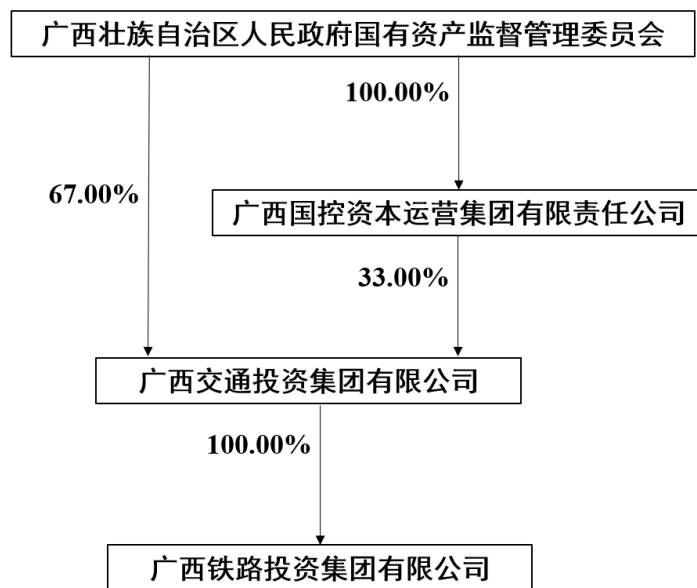 广西壮族自治区人民政府国有资产监督管理委员会
100.00%
67.00%
广西国控资本运营集团有限责任公司
33.00%
广西交通投资集团有限公司
100.00%
广西铁路投资集团有限公司